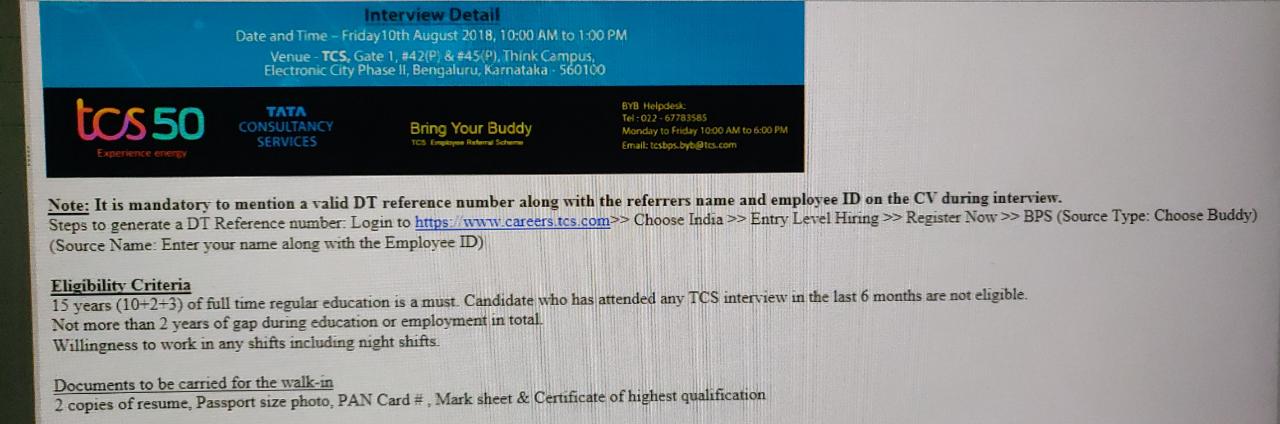 Interview Detail
Date and Time – Friday10th August 2018, 10:00 AM to 1:00 PM
Venue - TCS, Gate 1, #42(P) & #45(P), Think Campus,
Electronic City Phase II, Bengaluru, Karnataka - 560100
tcs 50
Experience energy
TATA
CONSULTANCY
SERVICES
Bring Your Buddy
TCS Employee Referral Scheme
BYB Helpdesk:
Tel : 022 - 67783585
Monday to Friday 10:00 AM to 6:00 PM
Email: tcsbps.byb@tcs.com
Note: It is mandatory to mention a valid DT reference number along with the referrers name and employee ID on the CV during interview.
Steps to generate a DT Reference number: Login to https://www.careers.tcs.com>> Choose India >> Entry Level Hiring >> Register Now >> BPS (Source Type: Choose Buddy)
(Source Name: Enter your name along with the Employee ID)
Eligibility Criteria
15 years (10+2+3) of full time regular education is a must. Candidate who has attended any TCS interview in the last 6 months are not eligible.
Not more than 2 years of gap during education or employment in total.
Willingness to work in any shifts including night shifts.
Documents to be carried for the walk-in
2 copies of resume, Passport size photo, PAN Card # , Mark sheet & Certificate of highest qualification